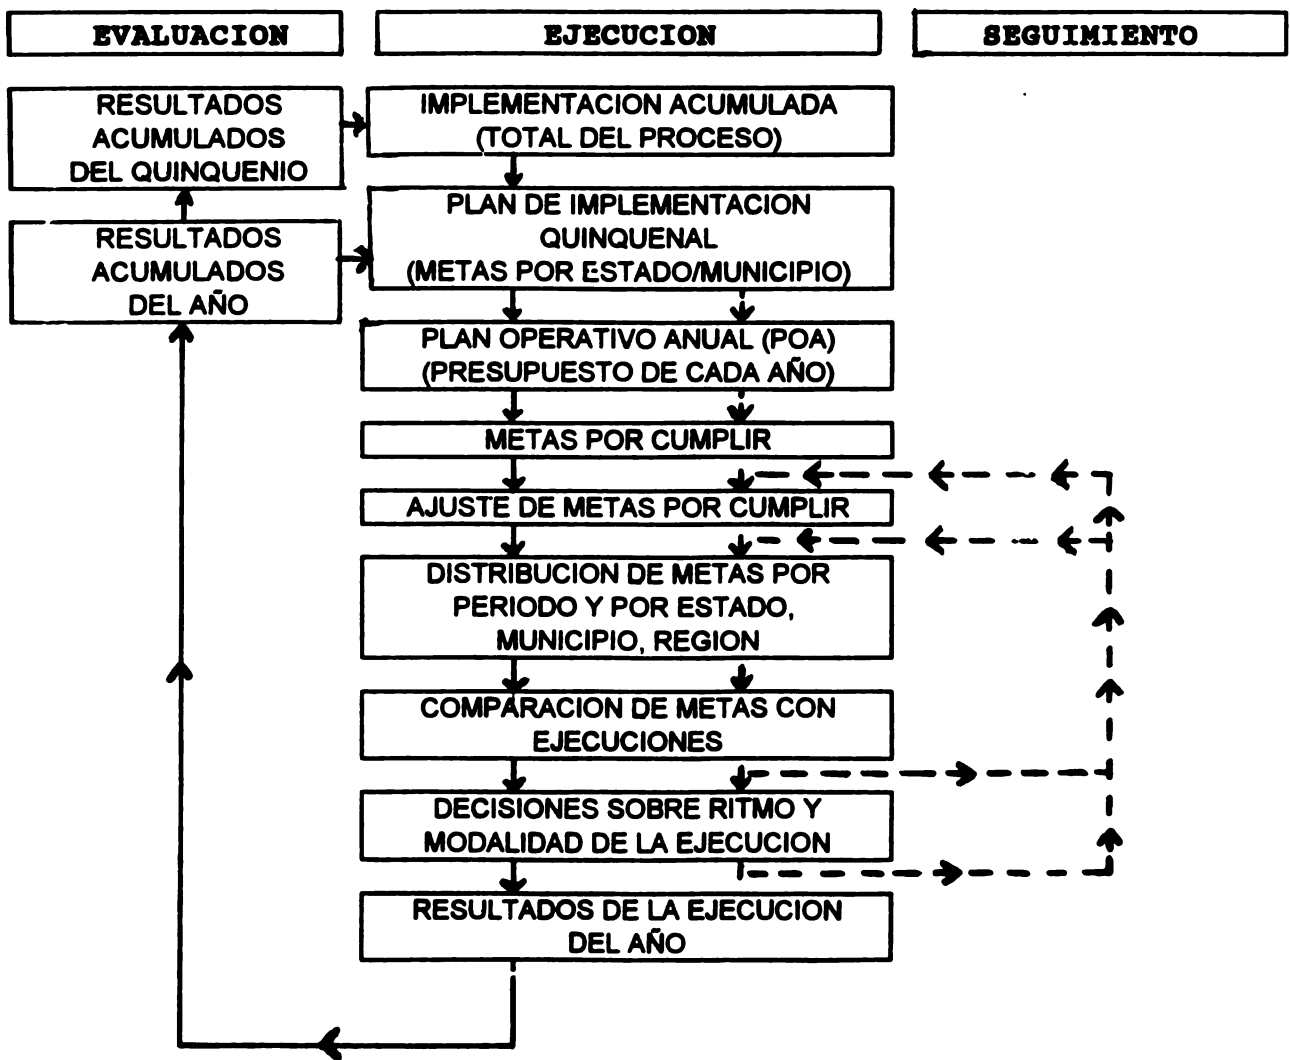 EVALUACION
EJECUCION
SEGUIMIENTO
RESULTADOS
ACUMULADOS
DEL QUINQUENIO
RESULTADOS
ACUMULADOS
DEL AÑO
IMPLEMENTACION ACUMULADA
(TOTAL DEL PROCESO)
PLAN DE IMPLEMENTACION
QUINQUENAL
(METAS POR ESTADO/MUNICIPIO)
PLAN OPERATIVO ANUAL (POA)
(PRESUPUESTO DE CADA AÑO)
METAS POR CUMPLIR
AJUSTE DE METAS POR CUMPLIR
DISTRIBUCION DE METAS POR
PERIODO Y POR ESTADO,
MUNICIPIO, REGION
COMPARACION DE METAS CON
EJECUCIONES
DECISIONES SOBRE RITMO Y
MODALIDAD DE LA EJECUCION
RESULTADOS DE LA EJECUCION
DEL AÑO